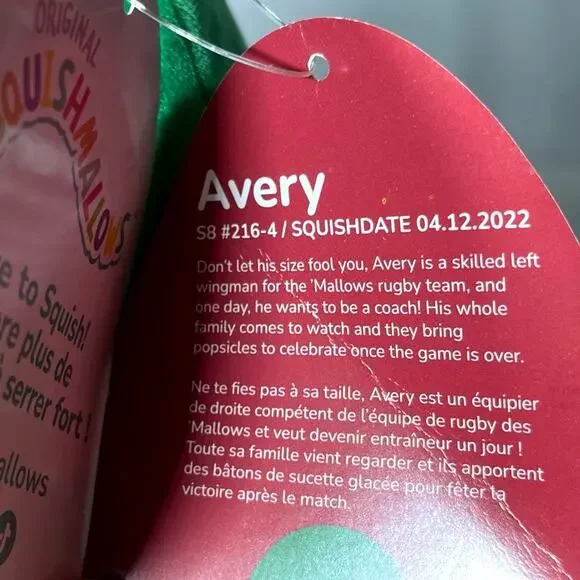 ORIGINAL
SQUISHMALLOWS
e to Squish!
re plus de
à serrer fort !
allows
Avery
S8 #216-4 / SQUISHDATE 04.12.2022
Don't let his size fool you, Avery is a skilled left
wingman for the 'Mallows rugby team, and
one day, he wants to be a coach! His whole
family comes to watch and they bring
popsicles to celebrate once the game is over.
Ne te fies pas à sa taille, Avery est un équipier
de droite compétent de l'équipe de rugby des
'Mallows et veut devenir entraîneur un jour !
Toute sa famille vient regarder et ils apportent
des bâtons de sucette glacée pour fêter la
victoire après le match.